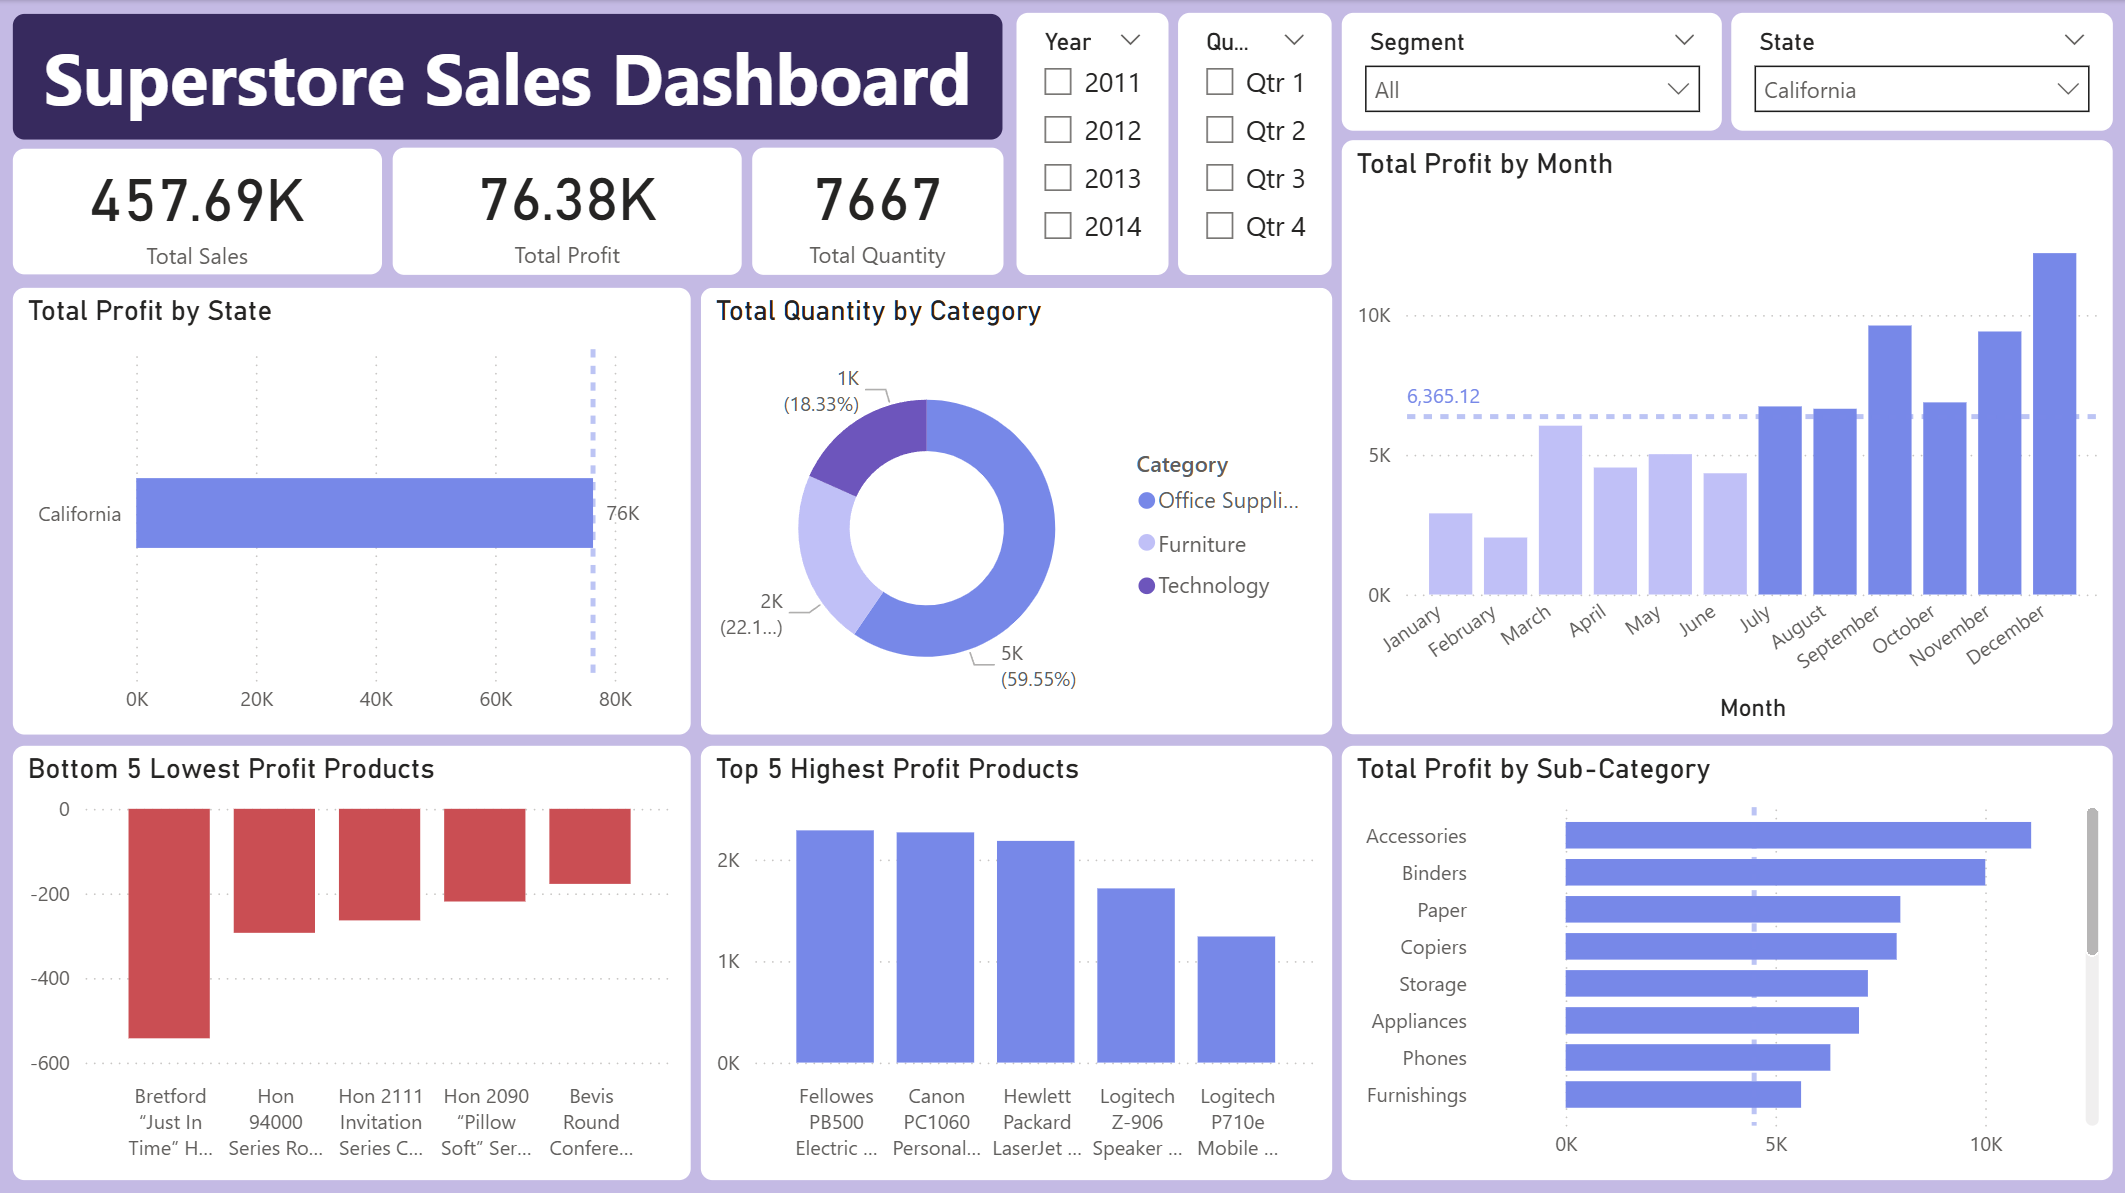 Superstore Sales Dashboard
Year
2011
2012
2013
2014
Qu...
Qtr 1
Qtr 2
Qtr 3
Qtr 4
Segment
All
State
California
457.69K
Total Sales
76.38K
Total Profit
7667
Total Quantity
Total Profit by Month
10K
6,365.12
5K
0K
January
February
March
April
May
June
July
August
September
October
November
December
Month
Total Profit by State
California
76K
0K
20K
40K
60K
80K
Total Quantity by Category
1K
(18.33%)
2K
(22.1...)
5K
(59.55%)
Category
Office Suppli...
Furniture
Technology
Bottom 5 Lowest Profit Products
0
-200
-400
-600
Bretford
“Just In
Time” H...
Hon
94000
Series Ro...
Hon 2111
Invitation
Series C...
Hon 2090
“Pillow
Soft” Ser...
Bevis
Round
Confere...
Top 5 Highest Profit Products
2K
1K
0K
Fellowes
PB500
Electric ...
Canon
PC1060
Personal...
Hewlett
Packard
LaserJet ...
Logitech
Z-906
Speaker ...
Logitech
P710e
Mobile ...
Total Profit by Sub-Category
Accessories
Binders
Paper
Copiers
Storage
Appliances
Phones
Furnishings
0K
5K
10K